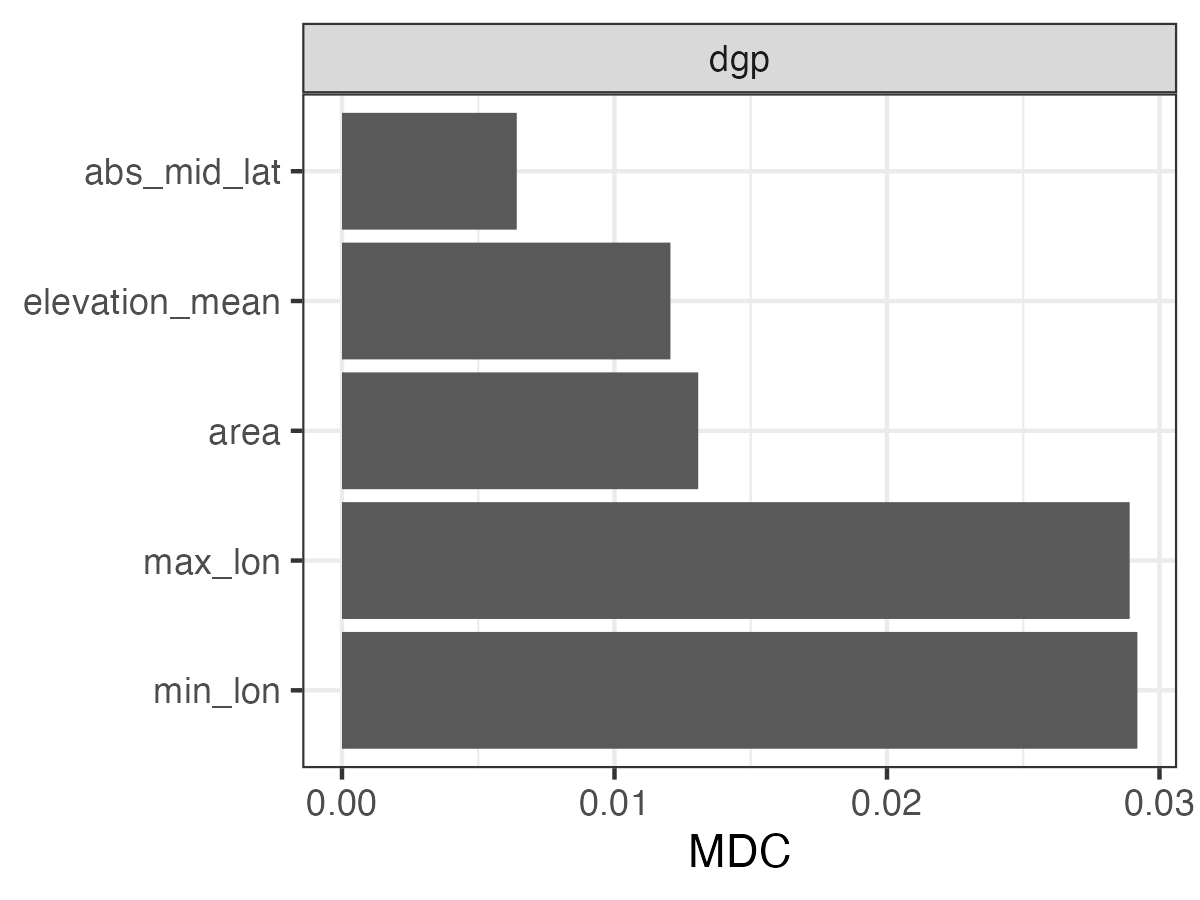 dgp
abs_mid_lat
elevation_mean
area
max_lon
min_lon
0.00 0.01 0.02 0.03
MDC